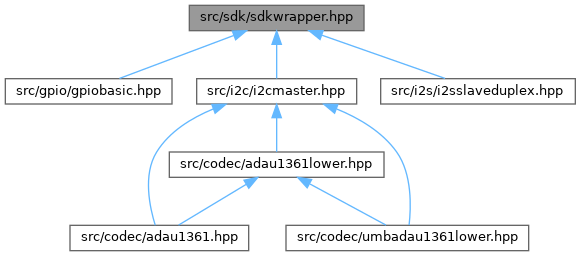 src/sdk/sdkwrapper.hpp
src/gpio/gpiobasic.hpp
src/i2c/i2cmaster.hpp
src/i2s/i2sslaveduplex.hpp
src/codec/adau1361lower.hpp
src/codec/adau1361.hpp
src/codec/umbadau1361lower.hpp